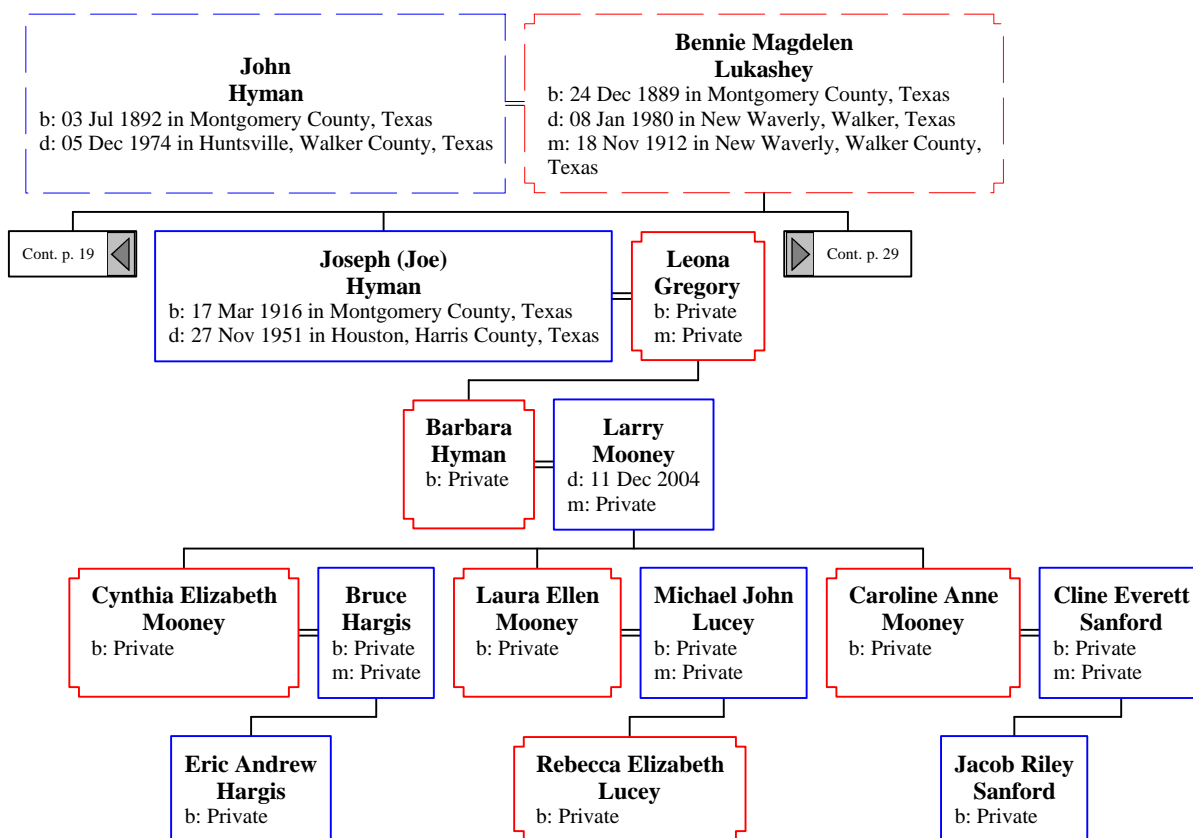 John
Hyman
b: 03 Jul 1892 in Montgomery County, Texas
d: 05 Dec 1974 in Huntsville, Walker County, Texas
Bennie Magdelen
Lukashey
b: 24 Dec 1889 in Montgomery County, Texas
d: 08 Jan 1980 in New Waverly, Walker, Texas
m: 18 Nov 1912 in New Waverly, Walker County,
Texas
Cont. p. 19
Joseph (Joe)
Hyman
b: 17 Mar 1916 in Montgomery County, Texas
d: 27 Nov 1951 in Houston, Harris County, Texas
Leona
Gregory
b: Private
m: Private
Cont. p. 29
Barbara
Hyman
b: Private
Larry
Mooney
d: 11 Dec 2004
m: Private
Cynthia Elizabeth
Mooney
b: Private
Bruce
Hargis
b: Private
m: Private
Laura Ellen
Mooney
b: Private
Michael John
Lucey
b: Private
m: Private
Caroline Anne
Mooney
b: Private
Cline Everett
Sanford
b: Private
m: Private
Eric Andrew
Hargis
b: Private
Rebecca Elizabeth
Lucey
b: Private
Jacob Riley
Sanford
b: Private